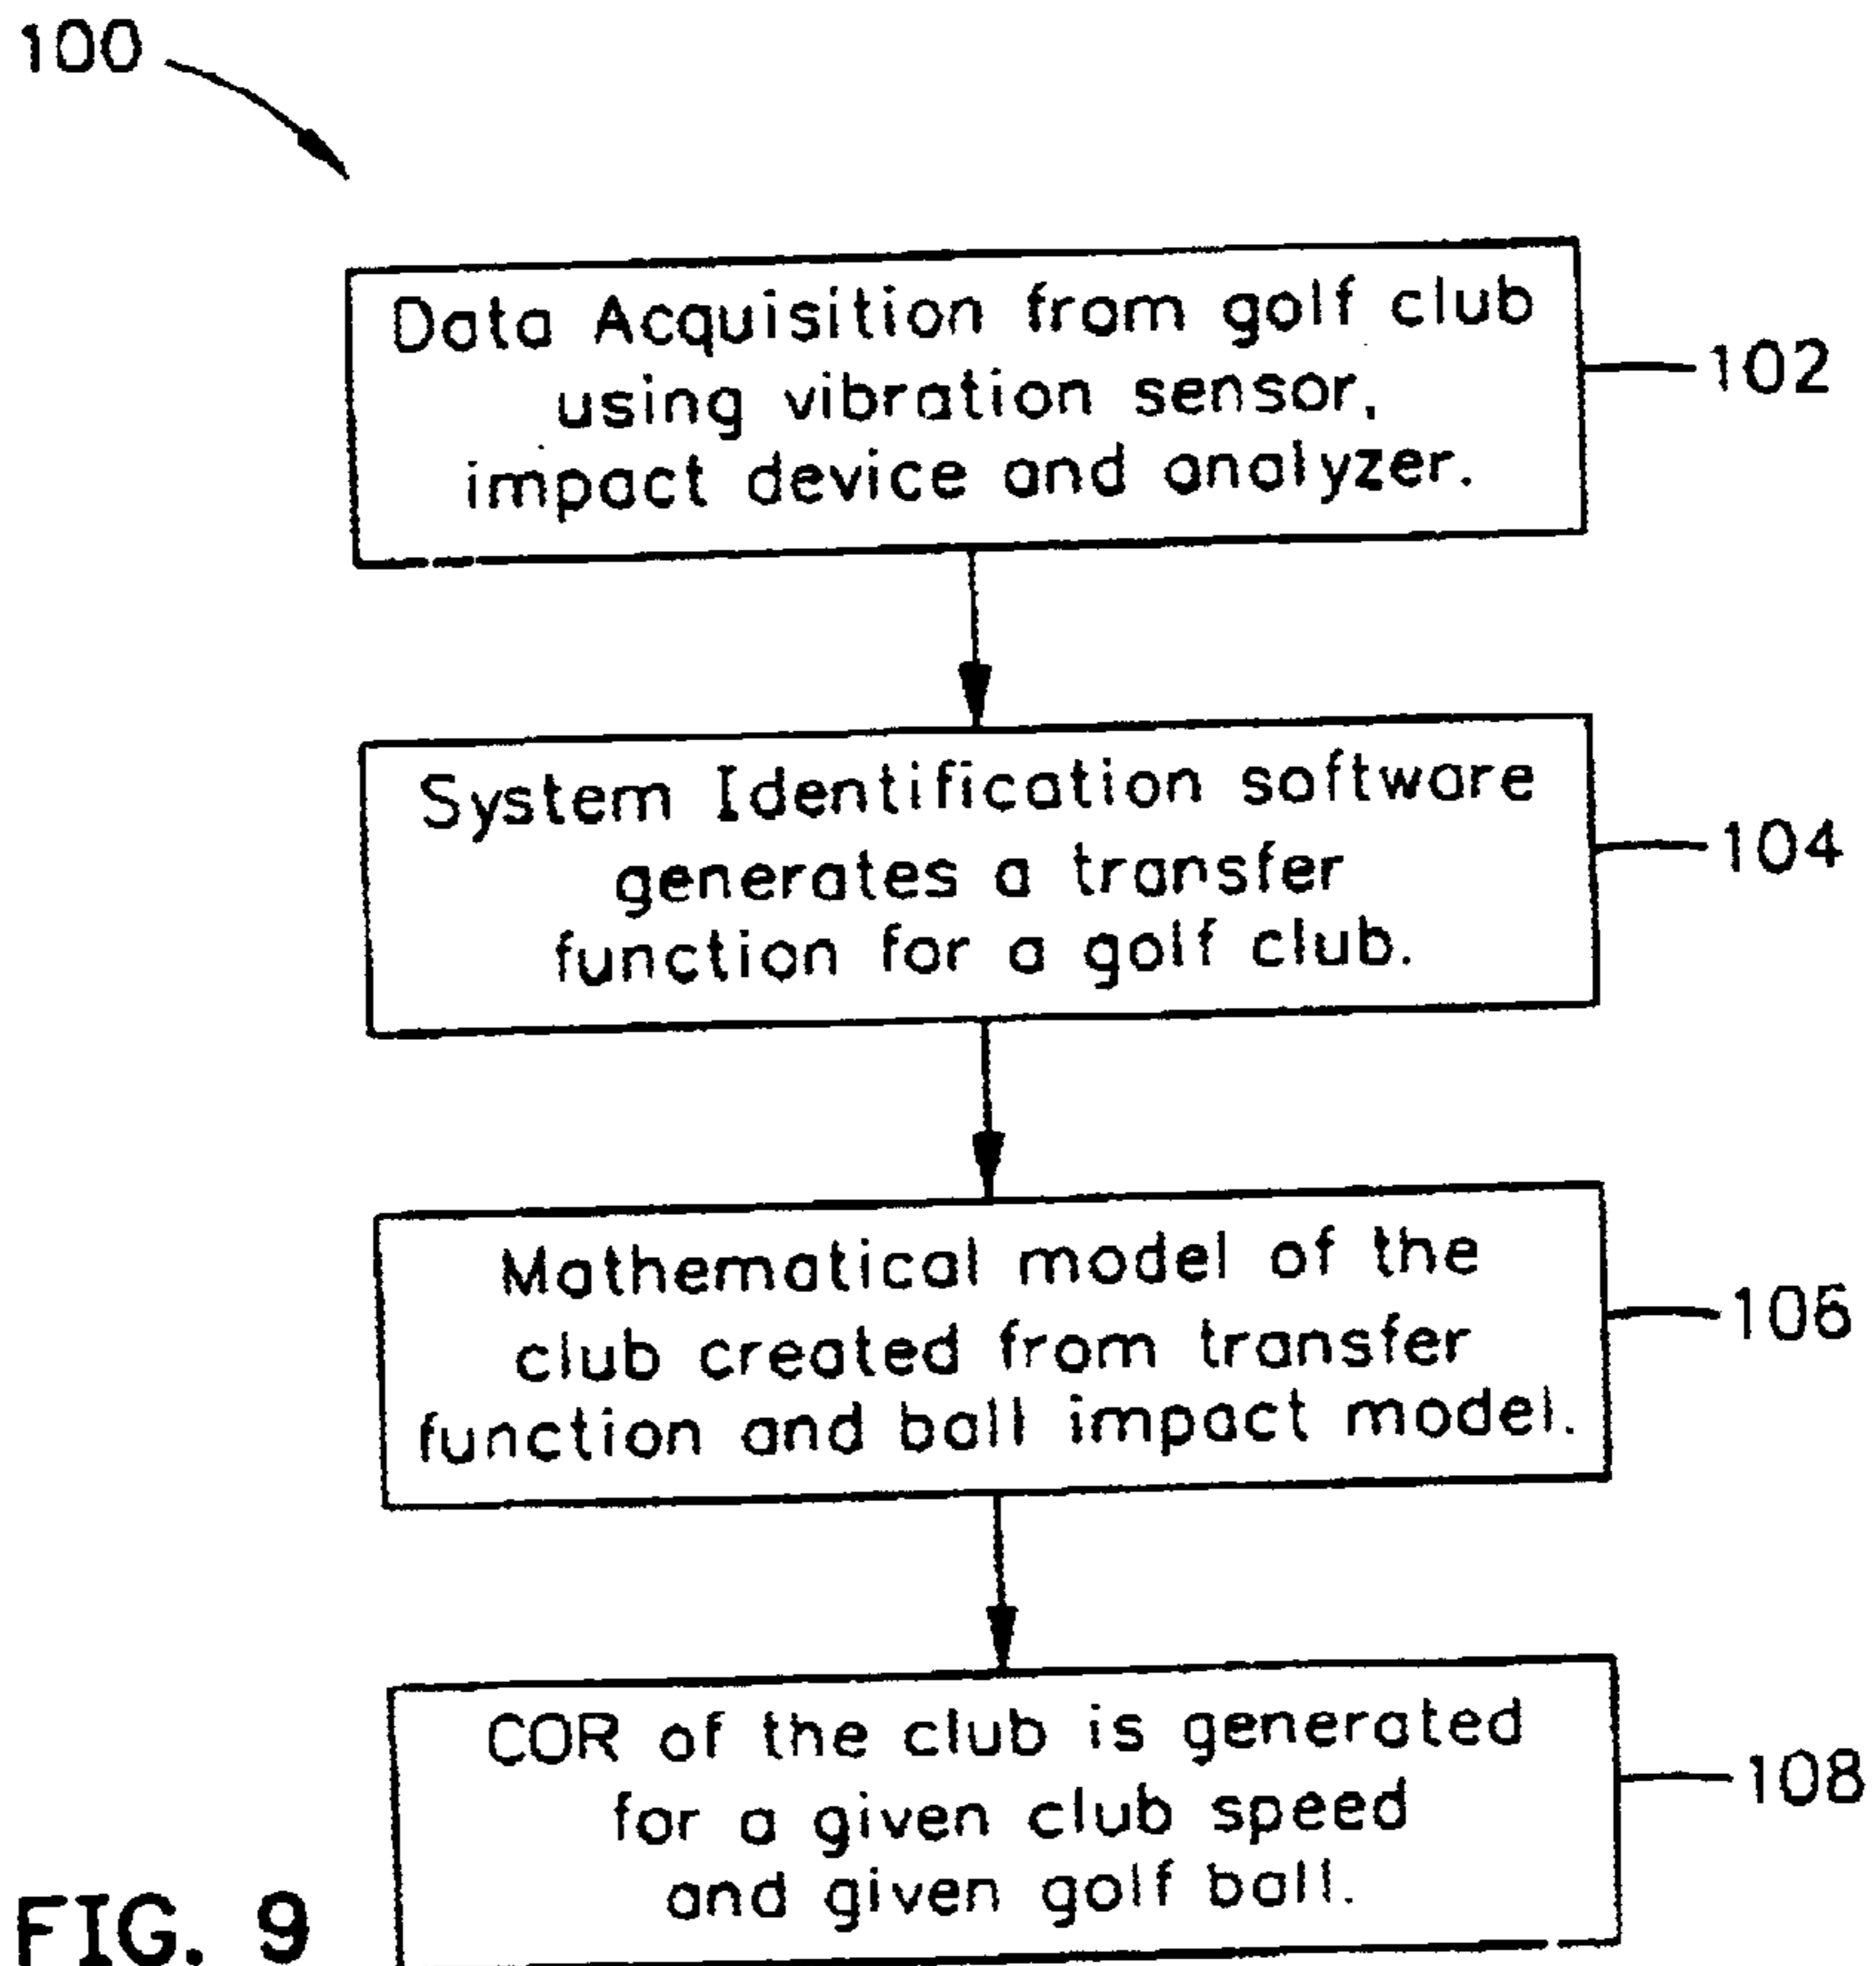 100
Data Acquisition from golf club
using vibration sensor,
impact device and analyzer.
102
System Identification software
generates a transfer
function for a golf club.
104
Mathematical model of the
club created from transfer
function and ball impact model.
106
COR of the club is generated
for a given club speed
and given golf ball.
108
FIG. 9